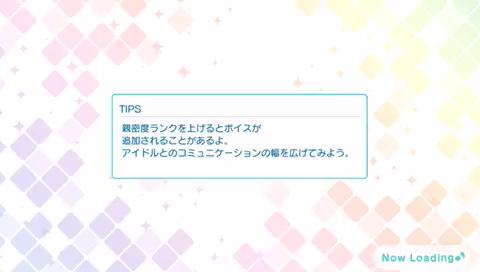 TIPS
親密度ランクを上げるとボイスが
追加されることがあるよ。
アイドルとのコミュニケーションの幅を広げてみよう。
Now Loading♪